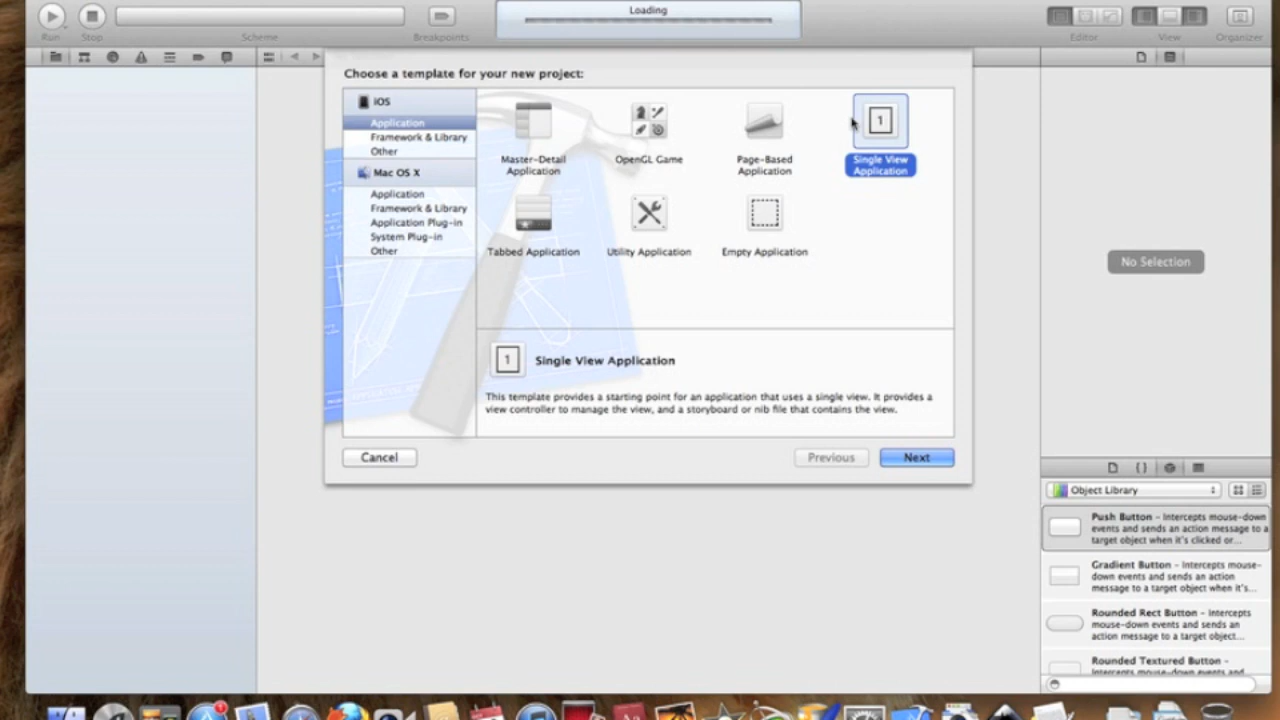 Loading
Run Stop Scheme Breakpoints Editor View Organizer
Choose a template for your new project:
iOS
Application
Framework & Library
Other
Mac OS X
Application
Framework & Library
Application Plug-in
System Plug-in
Other
Master-Detail
Application
OpenGL Game
Page-Based
Application
1
Single View
Application
Tabbed Application
Utility Application
Empty Application
1
Single View Application
This template provides a starting point for an application that uses a single view. It provides a
view controller to manage the view, and a storyboard or nib file that contains the view.
Cancel
Previous
Next
No Selection
{ }
Object Library
Push Button - Intercepts mouse-down
events and sends an action message to a
target object when it's clicked or...
Gradient Button - Intercepts mouse-
down events and sends an action
message to a target object when it's...
Rounded Rect Button - Intercepts
mouse-down events and sends an
action message to a target object...
Rounded Textured Button -
Intercepts mouse-down events and